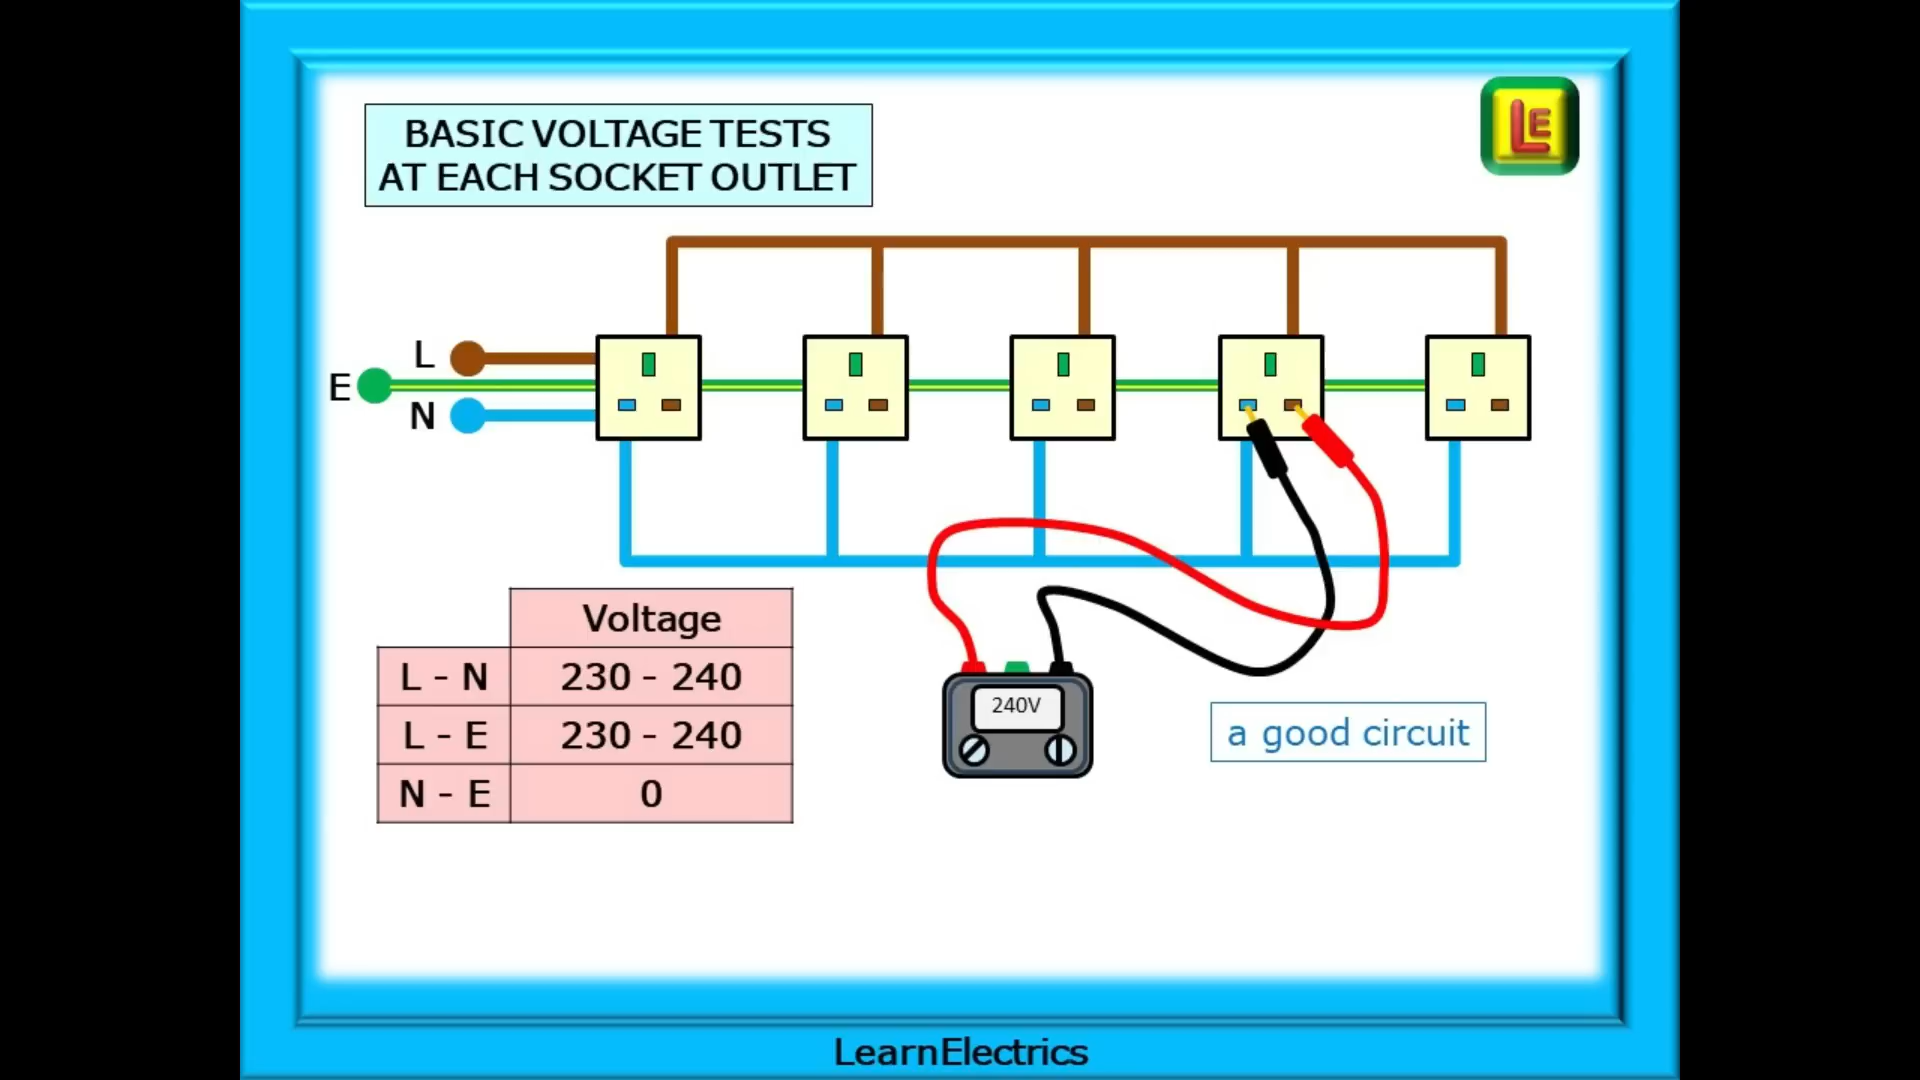 BASIC VOLTAGE TESTS
AT EACH SOCKET OUTLET
LE
L
E
N
Voltage
L - N 230 - 240
L - E 230 - 240
N - E 0
240V
a good circuit
LearnElectrics